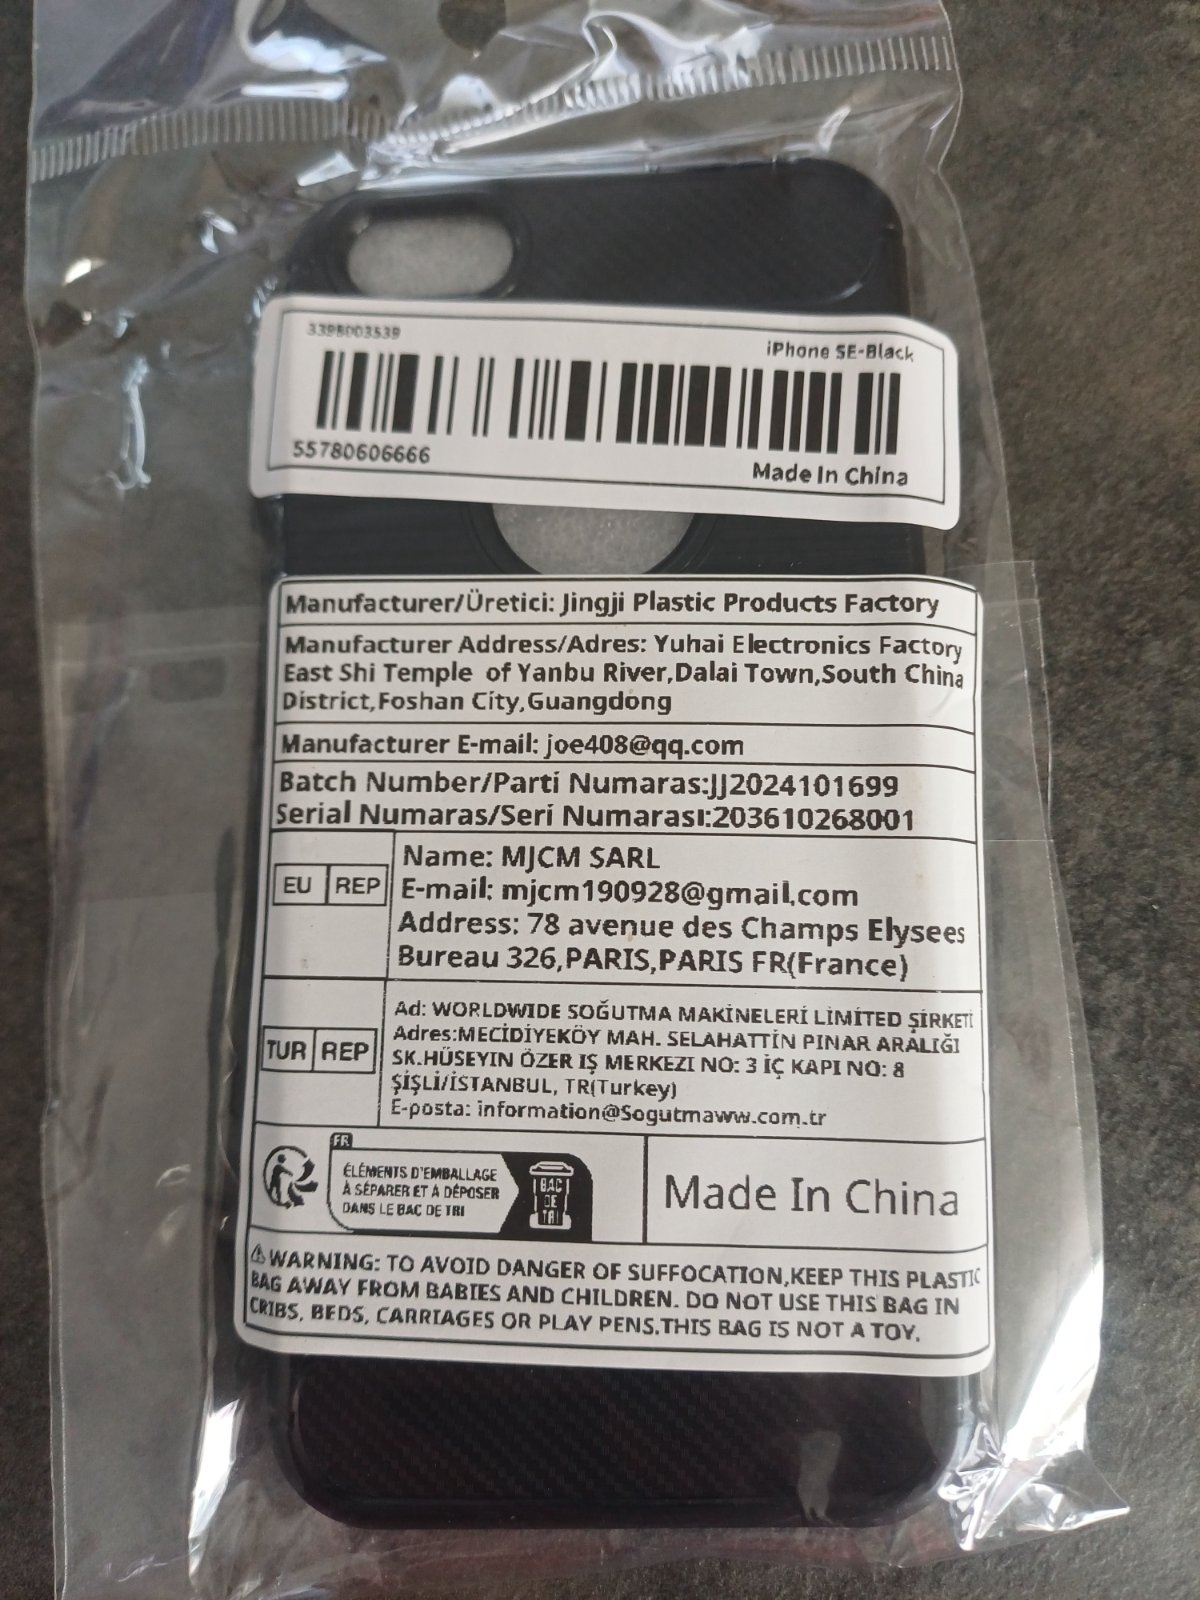 33PB003539
iPhone SE-Black
55780606666
Made In China
Manufacturer/Üretici: Jingji Plastic Products Factory
Manufacturer Address/Adres: Yuhai Electronics Factory
East Shi Temple of Yanbu River,Dalai Town,South China
District,Foshan City,Guangdong
Manufacturer E-mail: joe408@qq.com
Batch Number/Parti Numaras:JJ2024101699
Serial Numaras/Seri Numarası:203610268001
EU REP
Name: MJCM SARL
E-mail: mjcm190928@gmail.com
Address: 78 avenue des Champs Elysees
Bureau 326,PARIS,PARIS FR(France)
TUR REP
Ad: WORLDWIDE SOĞUTMA MAKİNELERİ LİMİTED ŞİRKETİ
Adres:MECİDİYEKÖY MAH. SELAHATTİN PINAR ARALIĞI
SK.HÜSEYIN ÖZER IŞ MERKEZI NO: 3 İÇ KAPI NO: 8
ŞİŞLİ/İSTANBUL, TR(Turkey)
E-posta: information@Sogutmaww.com.tr
FR
ÉLÉMENTS D'EMBALLAGE
À SÉPARER ET À DÉPOSER
DANS LE BAC DE TRI
BAC
DE
TRI
Made In China
WARNING: TO AVOID DANGER OF SUFFOCATION,KEEP THIS PLASTIC
BAG AWAY FROM BABIES AND CHILDREN. DO NOT USE THIS BAG IN
CRIBS, BEDS, CARRIAGES OR PLAY PENS.THIS BAG IS NOT A TOY.